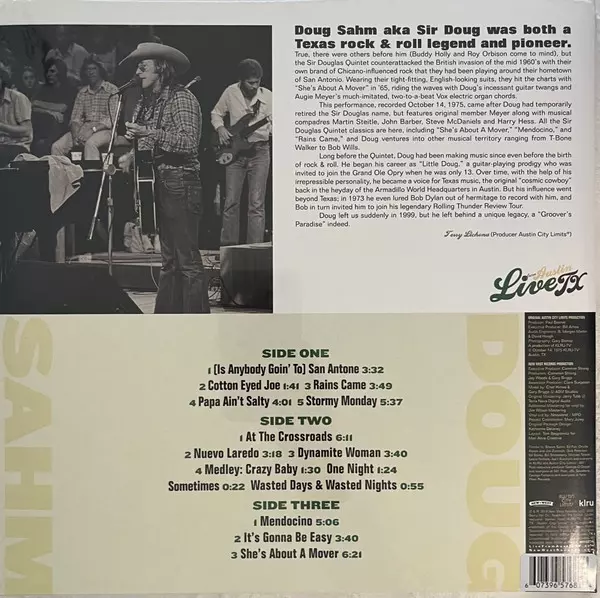 Doug Sahm aka Sir Doug was both a
Texas rock & roll legend and pioneer.
True, there were others before him (Buddy Holly and Roy Orbison come to mind), but
the Sir Douglas Quintet counterattacked the British invasion of the mid 1960's with
their own brand of Chicano-influenced rock that they had been playing around their hometown
of San Antonio. Wearing their tight-fitting, English-looking suits, they hit the charts with
"She's About A Mover" in '65, riding the waves with Doug's incessant guitar twangs and
Augie Meyer's much-imitated, two-to-a-beat Vox electric organ chords.
This performance, recorded October 14, 1975, came after Doug had temporarily
retired the Sir Douglas name, but features original member Meyer along with musical
compadres Martin Steitle, John Barber, Steve McDaniels and Harry Hess. All the Sir
Douglas Quintet classics are here, including "She's About A Mover," "Mendocino," and
"Rains Came," and Doug ventures into other musical territory ranging from T-Bone
Walker to Bob Wills.
Long before the Quintet, Doug had been making music since even before the birth
of rock & roll. He began his career as "Little Doug," a guitar-playing prodigy who was
invited to join the Grand Ole Opry when he was only 13. Over time, with the help of his
irrepressible personality, he became a voice for Texas music, the original "cosmic cowboy"
back in the heyday of the Armadillo World Headquarters in Austin. But his influence went
beyond Texas; in 1973 he even lured Bob Dylan out of hermitage to record with him, and
Bob in turn invited him to join his legendary Rolling Thunder Review Tour.
Doug left us suddenly in 1999, but he left behind a unique legacy, a "Groover's
Paradise" indeed.
Terry Lickona (Producer Austin City Limits®)
Live from Austin TX
SAHM
DOUG
SIDE ONE
1 (Is Anybody Goin' To) San Antone 3:32
2 Cotton Eyed Joe 1:41 3 Rains Came 3:49
4 Papa Ain't Salty 4:01 5 Stormy Monday 5:37
SIDE TWO
1 At The Crossroads 6:11
2 Nuevo Laredo 3:18 3 Dynamite Woman 3:40
4 Medley: Crazy Baby 1:30 One Night 1:24
Sometimes 0:22 Wasted Days & Wasted Nights 0:55
SIDE THREE
1 Mendocino 5:06
2 It's Gonna Be Easy 3:40
3 She's About A Mover 6:21
klru
6 07396 5768